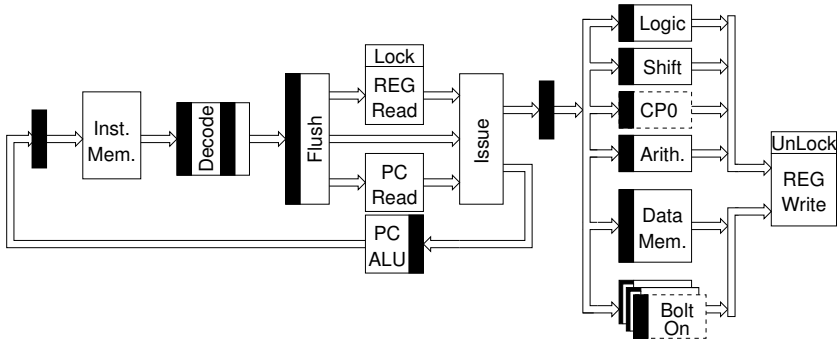 Inst.
Mem.
Decode
Flush
Lock
REG
Read
PC
Read
PC
ALU
Issue
Logic
Shift
CP0
Arith.
Data
Mem.
Bolt
On
UnLock
REG
Write